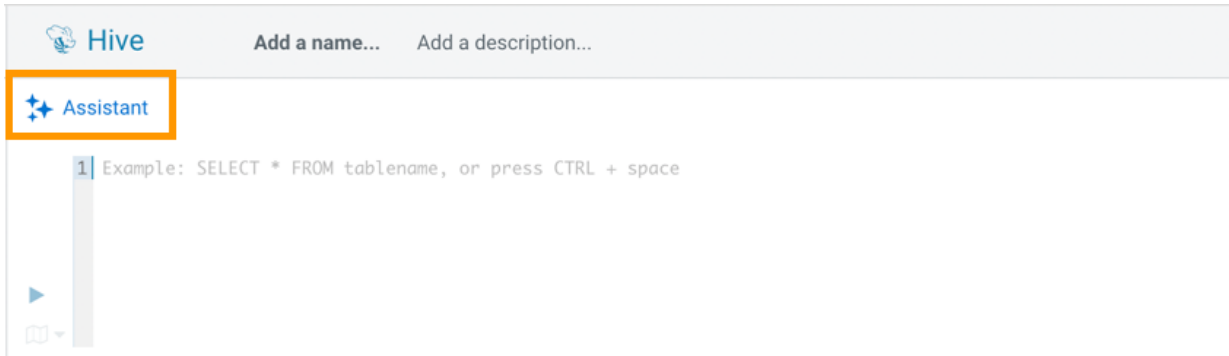 Hive Add a name... Add a description...
Assistant
1 Example: SELECT * FROM tablename, or press CTRL + space